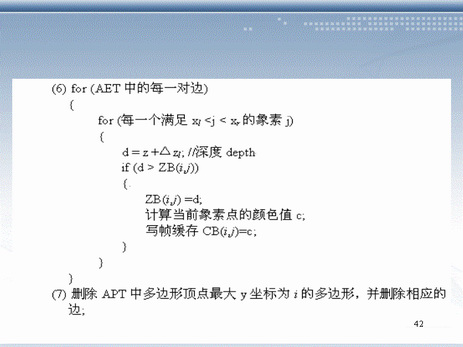 (6) for (AET 中的每一对边)
{
for (每一个满足 xl <j < xr 的象素 j)
{
d = z +△zl; //深度 depth
if (d > ZB(i,j))
{
ZB(i,j) =d;
计算当前象素点的颜色值 c;
写帧缓存 CB(i,j)=c;
}
}
}
(7) 删除 APT 中多边形顶点最大 y 坐标为 i 的多边形，并删除相应的
边;
42